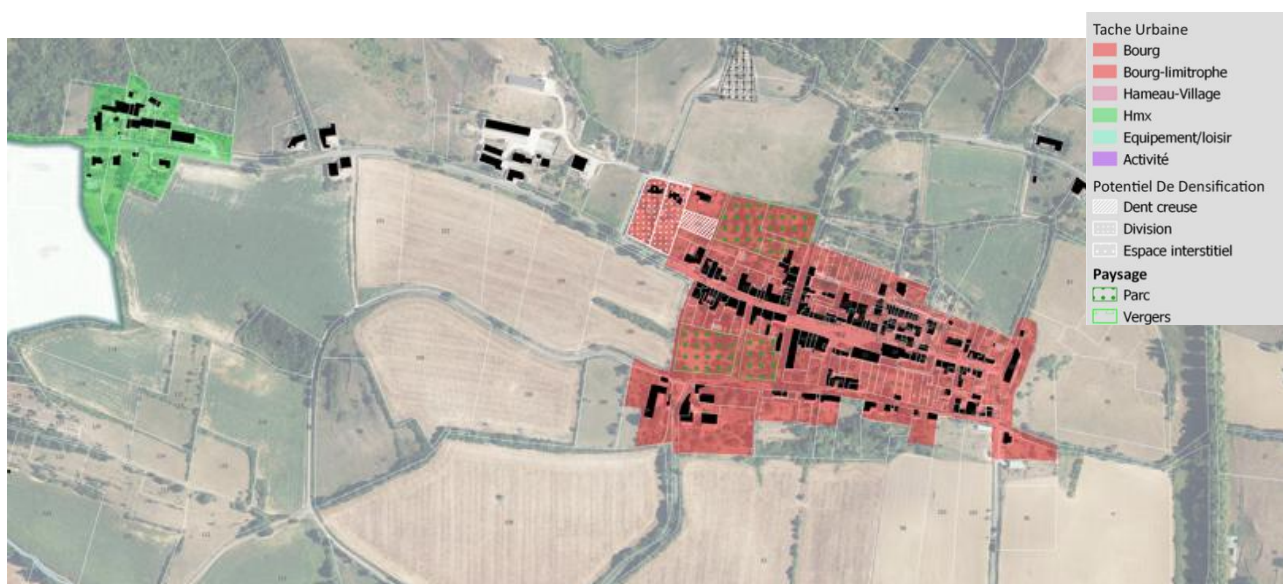 Tache Urbaine
Bourg
Bourg-limitrophe
Hameau-Village
Hmx
Equipement/loisir
Activité
Potentiel De Densification
Dent creuse
Division
Espace interstitiel
Paysage
Parc
Vergers